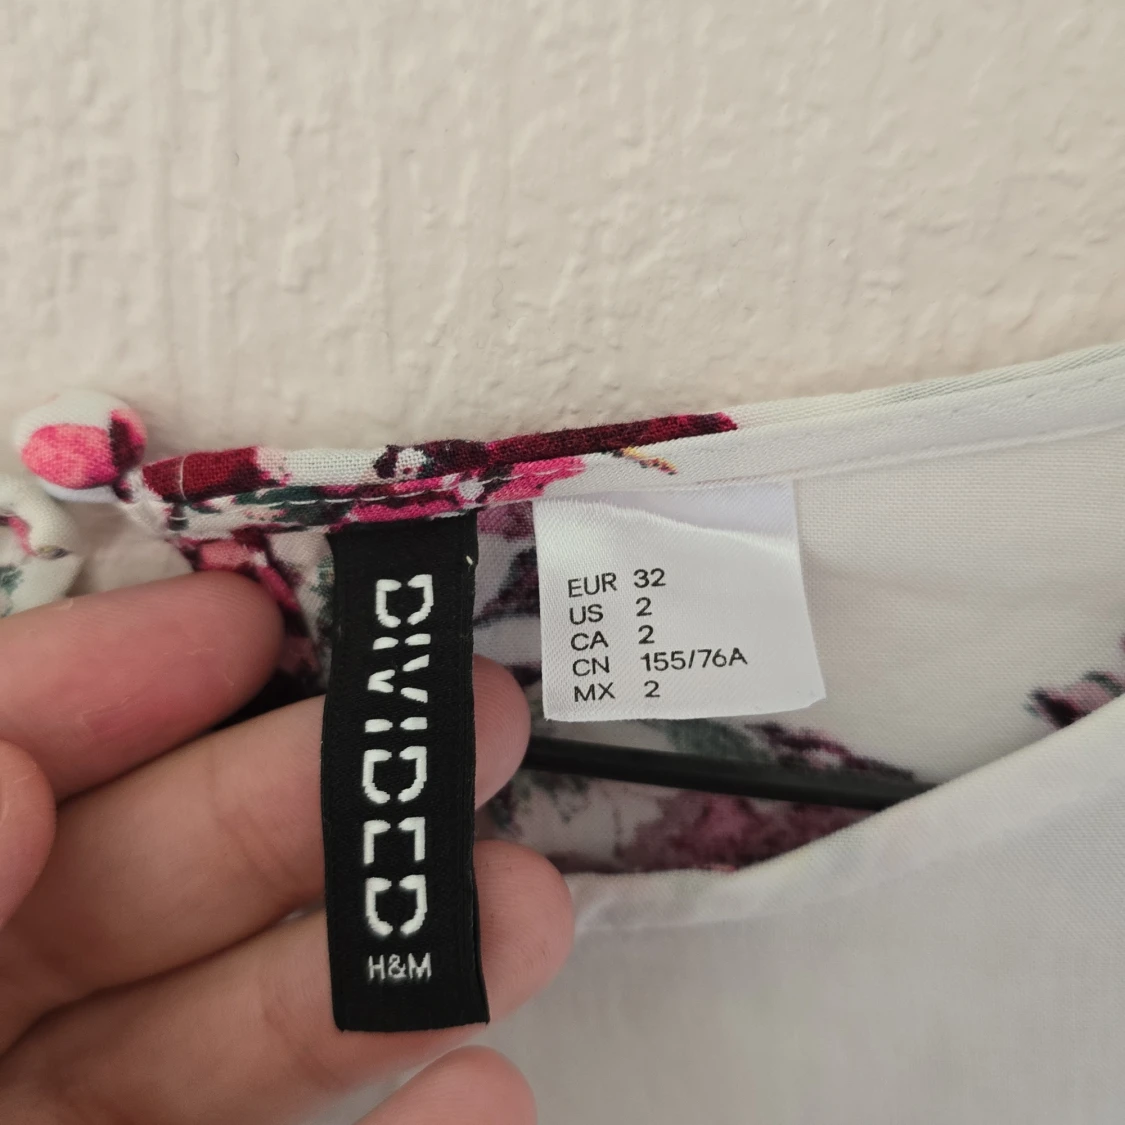 DIVIDED
H&M
EUR 32
US 2
CA 2
CN 155/76A
MX 2